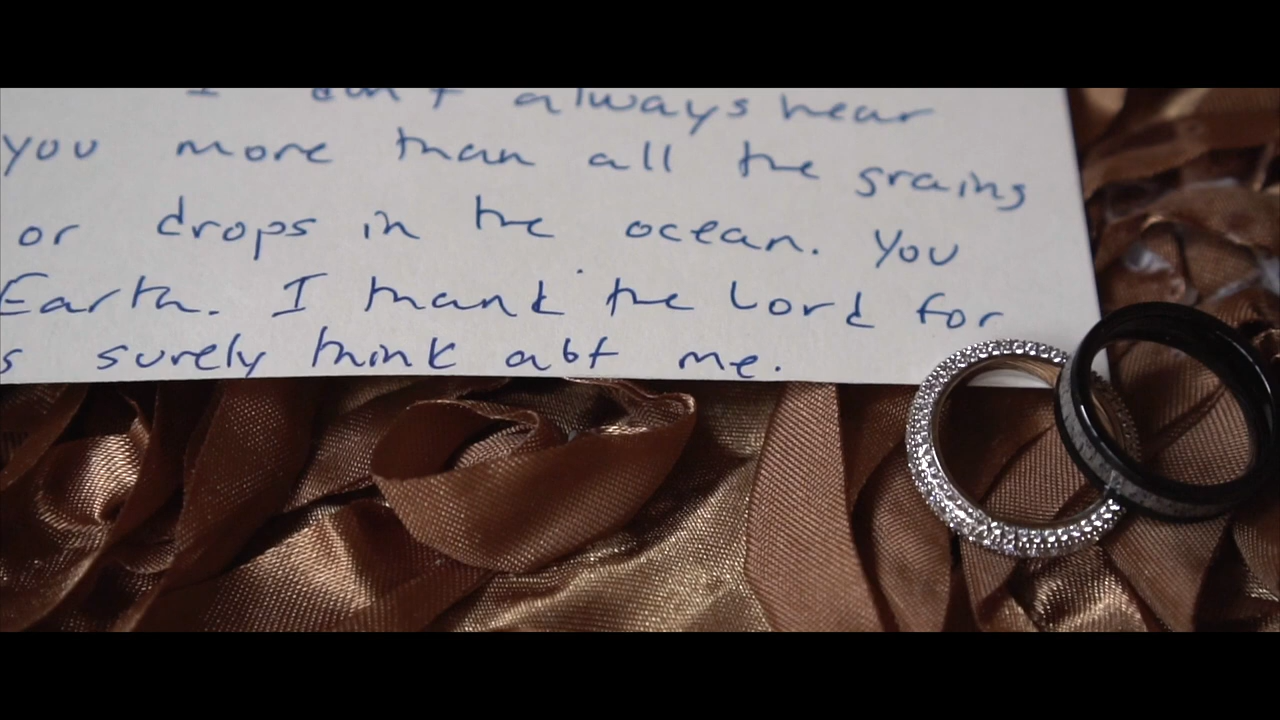 I don't always hear
you more than all the grains
or drops in the ocean. You
Earth. I thank the Lord for
s surely think abt me.